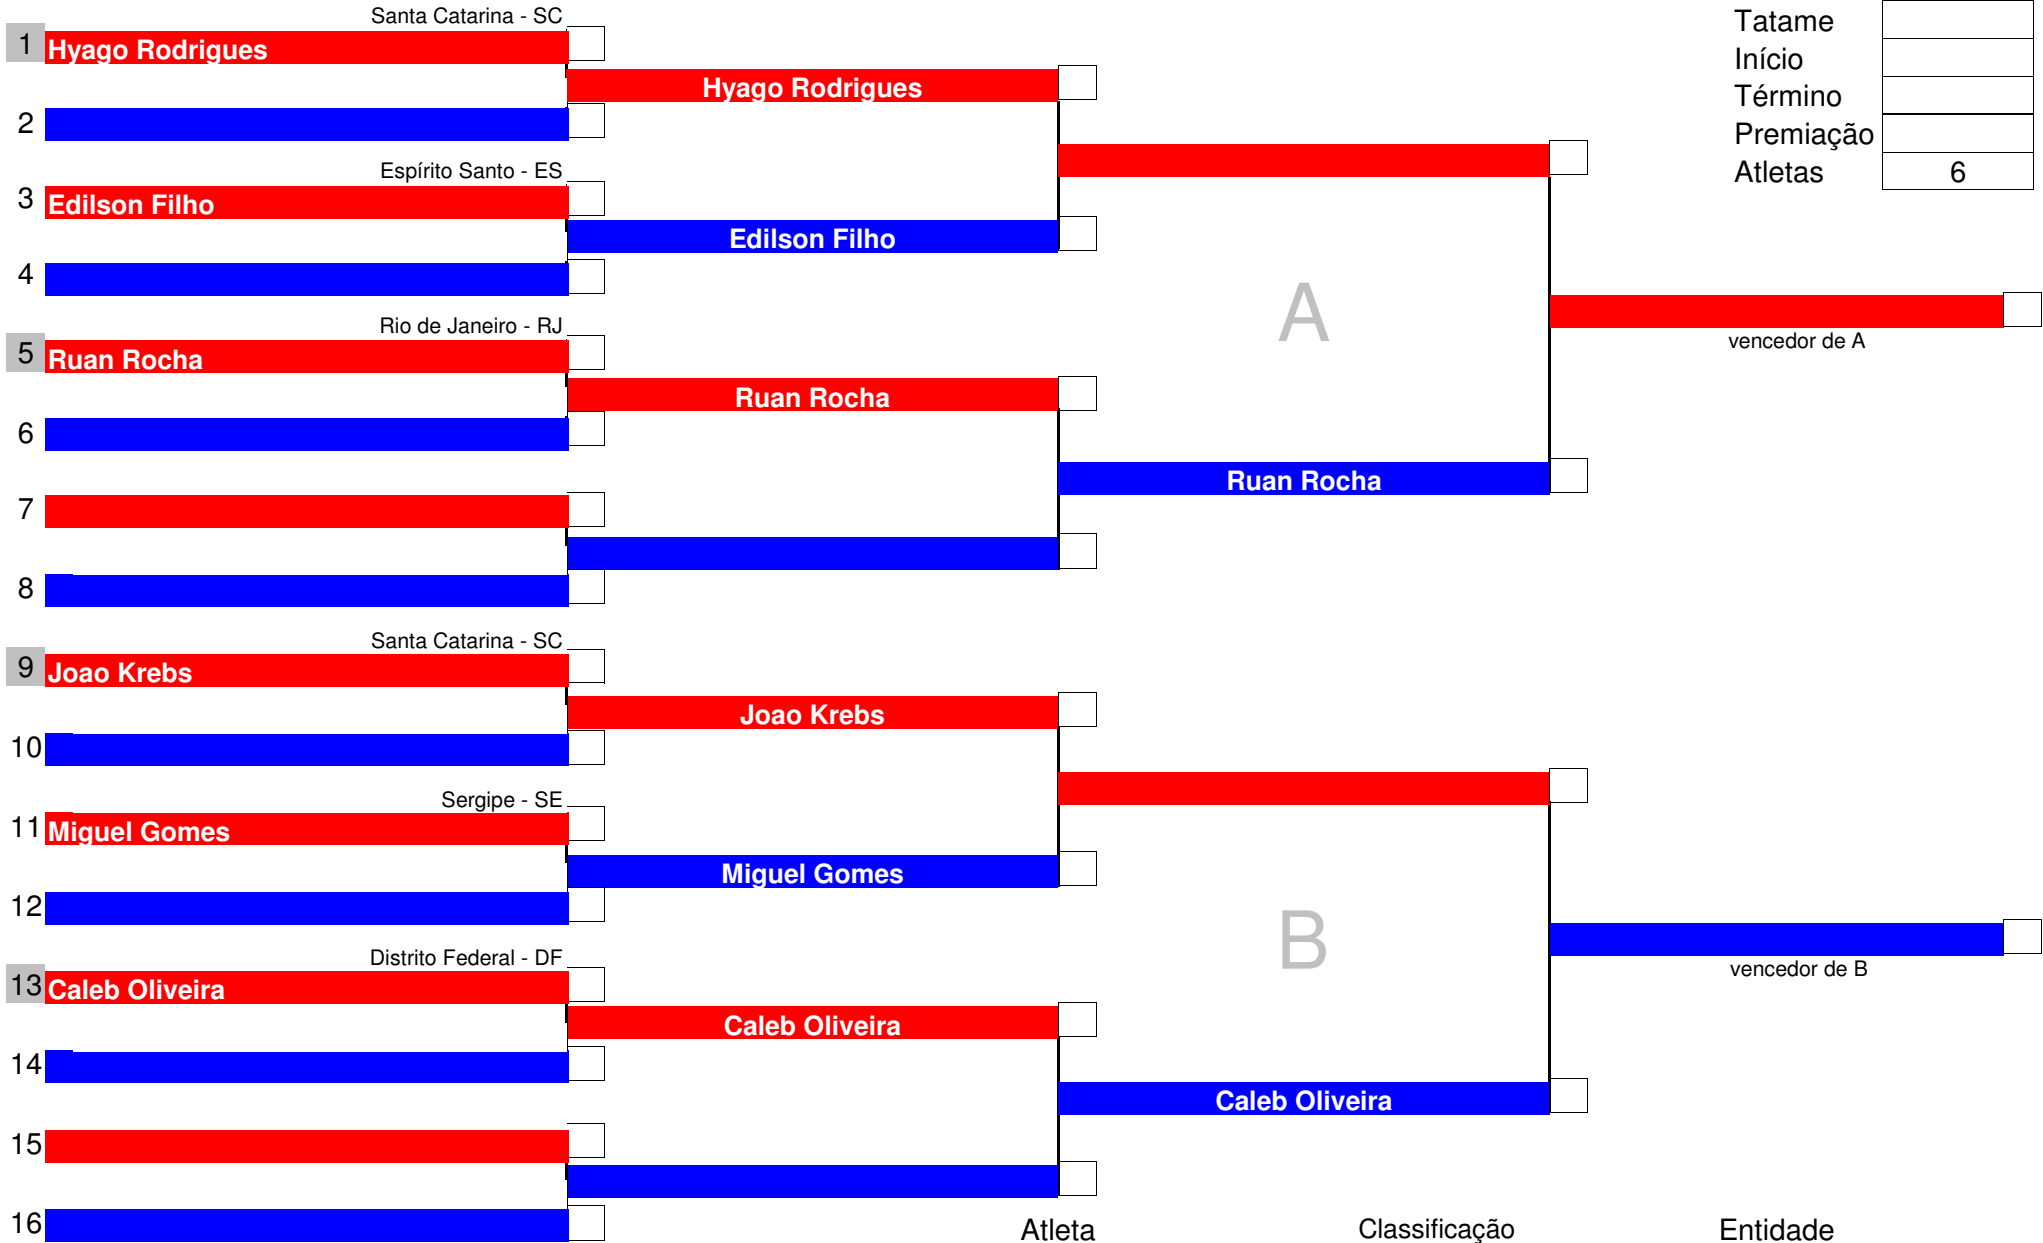 Santa Catarina - SC
1 Hyago Rodrigues
Hyago Rodrigues
2
Espírito Santo - ES
3 Edilson Filho
Edilson Filho
4
Rio de Janeiro - RJ
5 Ruan Rocha
Ruan Rocha
6
Ruan Rocha
7
8
A
vencedor de A
Santa Catarina - SC
9 Joao Krebs
Joao Krebs
10
Sergipe - SE
11 Miguel Gomes
Miguel Gomes
12
Distrito Federal - DF
13 Caleb Oliveira
Caleb Oliveira
14
Caleb Oliveira
15
16
B
vencedor de B
Tatame
Início
Término
Premiação
Atletas 6
Atleta Classificação Entidade